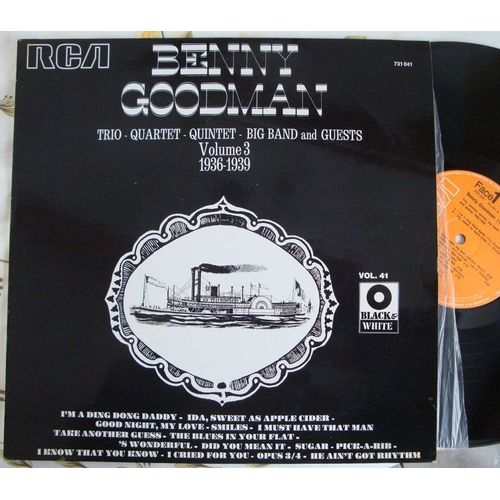 RCA
BENNY
GOODMAN
731 041
TRIO - QUARTET - QUINTET - BIG BAND and GUESTS
Volume 3
1936-1939
VOL. 41
BLACK &
WHITE
I'M A DING DONG DADDY - IDA, SWEET AS APPLE CIDER -
GOOD NIGHT, MY LOVE - SMILES - I MUST HAVE THAT MAN
TAKE ANOTHER GUESS - THE BLUES IN YOUR FLAT -
'S WONDERFUL - DID YOU MEAN IT - SUGAR - PICK-A-RIB -
I KNOW THAT YOU KNOW - I CRIED FOR YOU - OPUS 3/4 - HE AIN'T GOT RHYTHM
Face 1